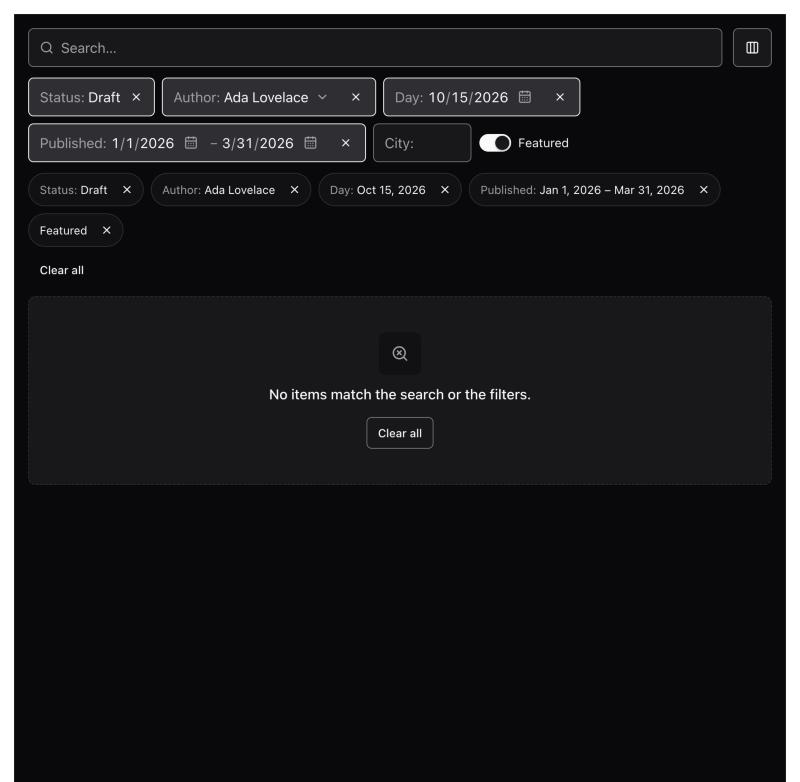 Search...
Status: Draft Author: Ada Lovelace Day: 10/15/2026
Published: 1/1/2026 – 3/31/2026 City: Featured
Status: Draft Author: Ada Lovelace Day: Oct 15, 2026 Published: Jan 1, 2026 – Mar 31, 2026
Featured
Clear all
No items match the search or the filters.
Clear all